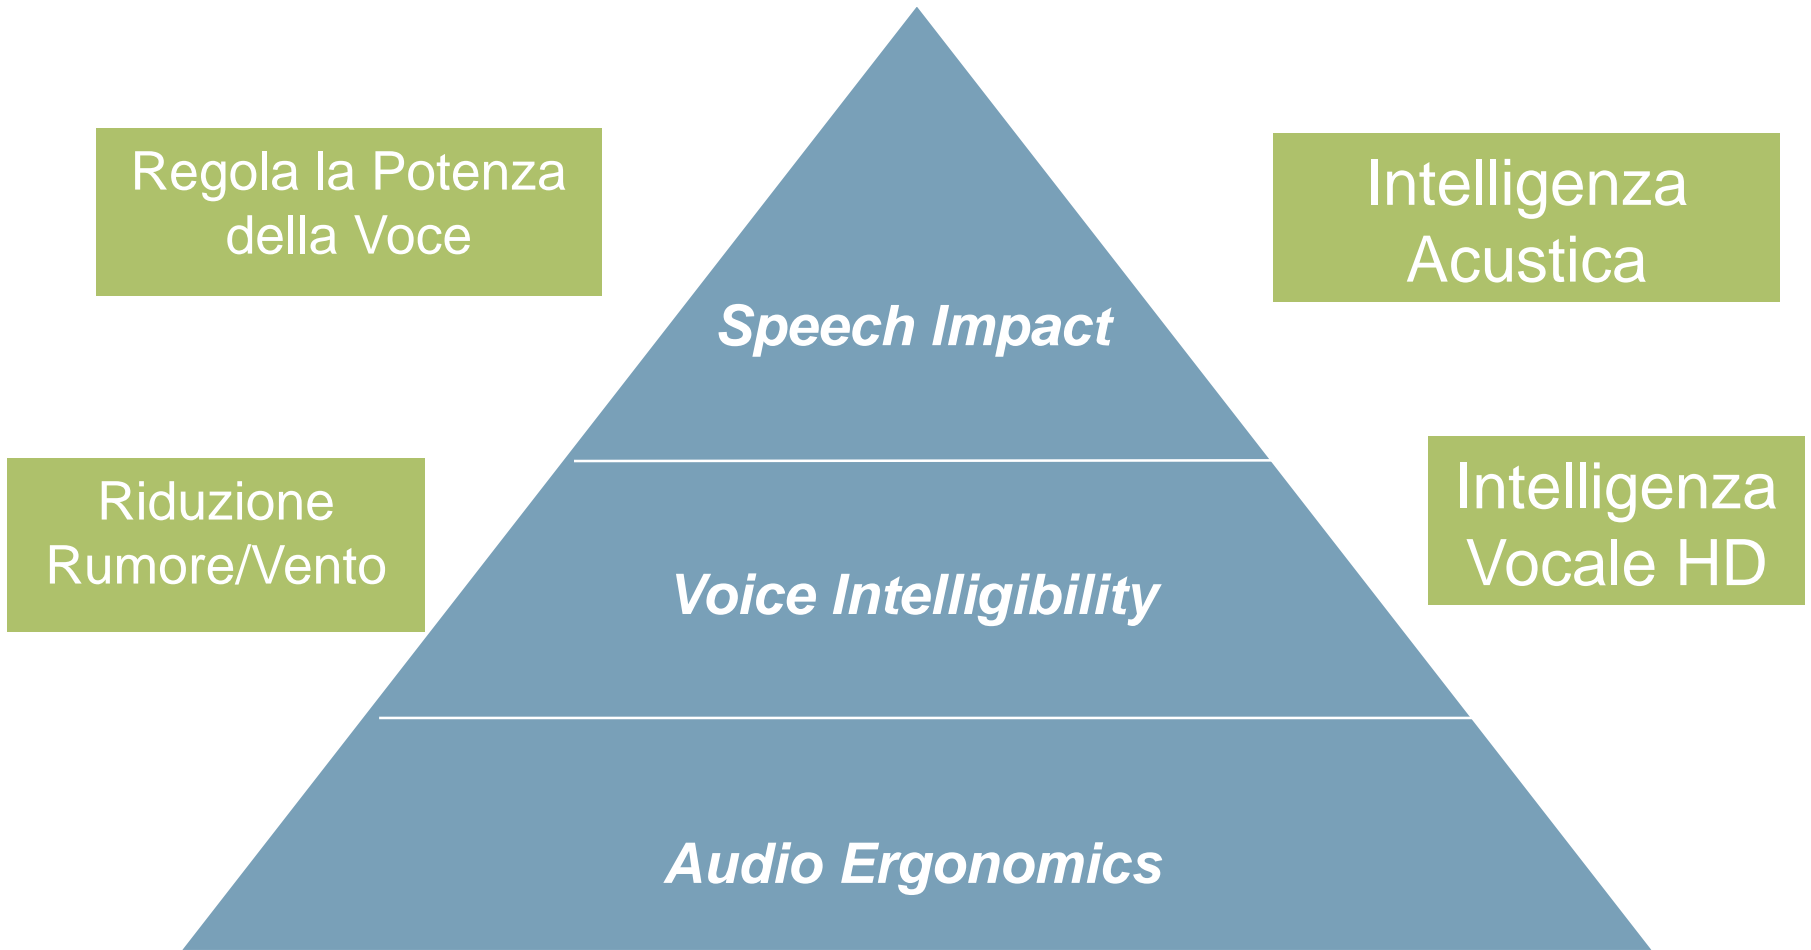 Regola la Potenza
della Voce
Intelligenza
Acustica
Speech Impact
Riduzione
Rumore/Vento
Intelligenza
Vocale HD
Voice Intelligibility
Audio Ergonomics